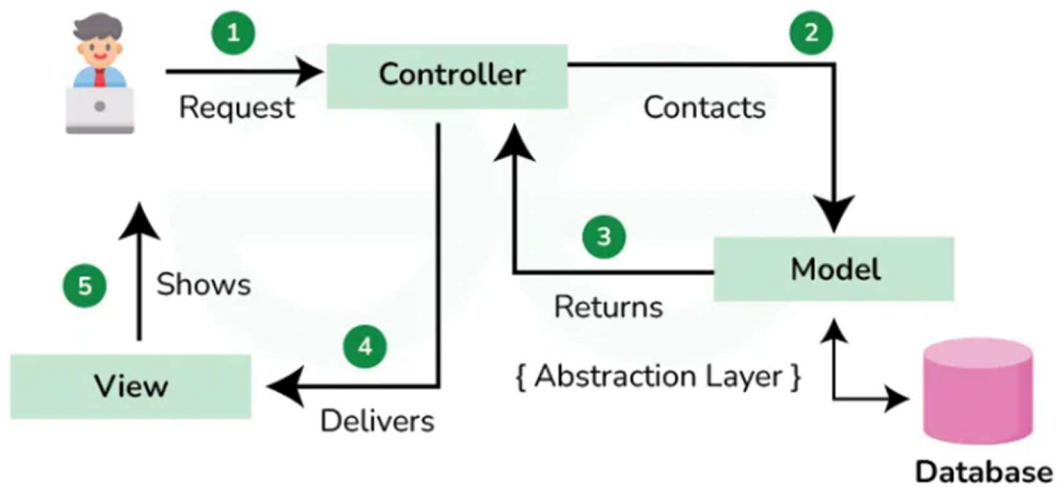 1
Request
Controller
2
Contacts
3
Returns
Model
{ Abstraction Layer }
Database
4
Delivers
View
5
Shows